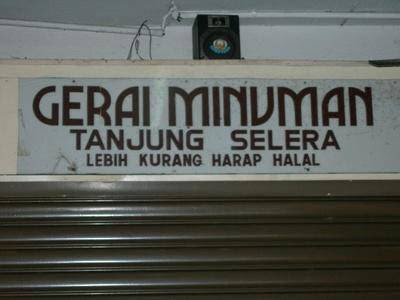 GERAI MINUMAN
TANJUNG SELERA
LEBIH KURANG HARAP HALAL